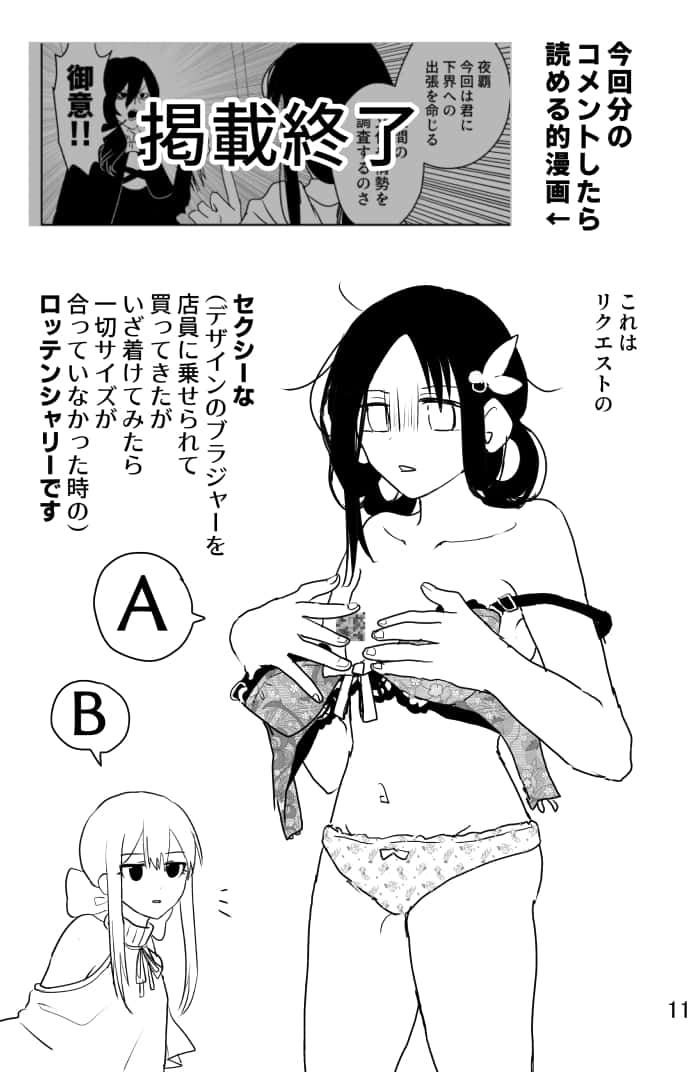 今回分の
コメントしたら
読める的漫画←
夜覇
今回は君に
下界への
出張を命じる
間の
情勢を
調査するのさ
御意!!
掲載終了
これは
リクエストの
セクシーな
(デザインのブラジャーを
店員に乗せられて
買ってきたが
いざ着けてみたら
一切サイズが
合っていなかった時の)
ロッテンシャリーです
A
B
11